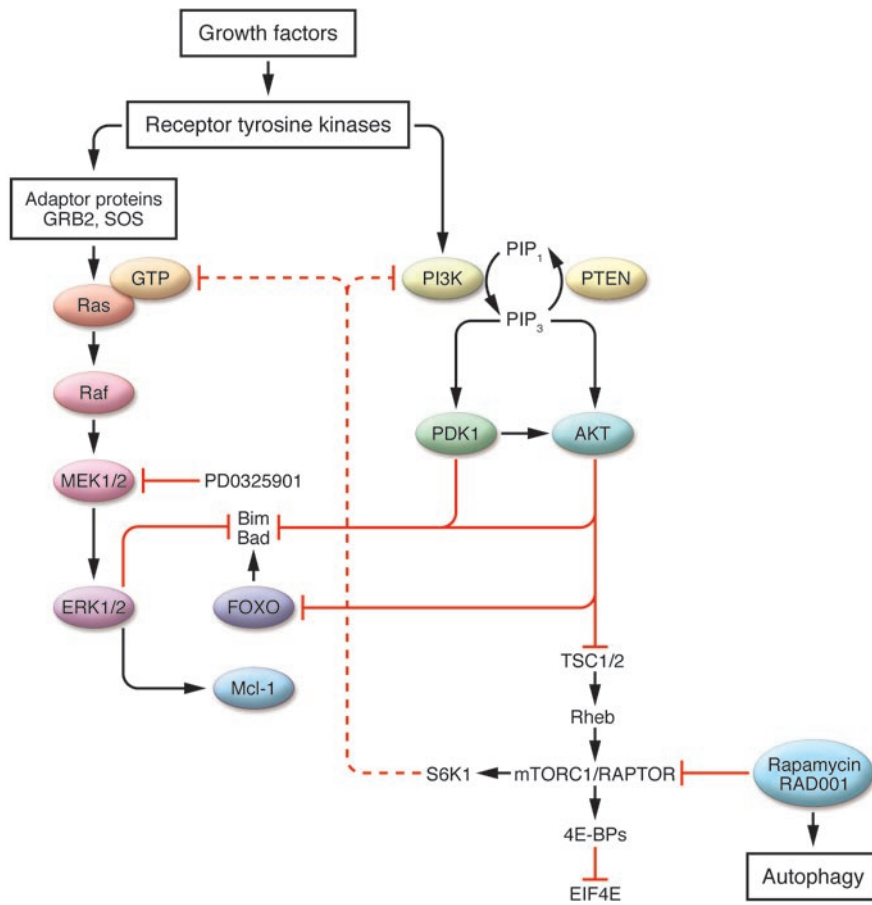 Growth factors
Receptor tyrosine kinases
Adaptor proteins
GRB2, SOS
GTP
Ras
PI3K
PIP1
PTEN
PIP3
Raf
PDK1
AKT
MEK1/2
PD0325901
Bim
Bad
ERK1/2
FOXO
TSC1/2
Mcl-1
Rheb
S6K1
mTORC1/RAPTOR
Rapamycin
RAD001
4E-BPs
Autophagy
EIF4E